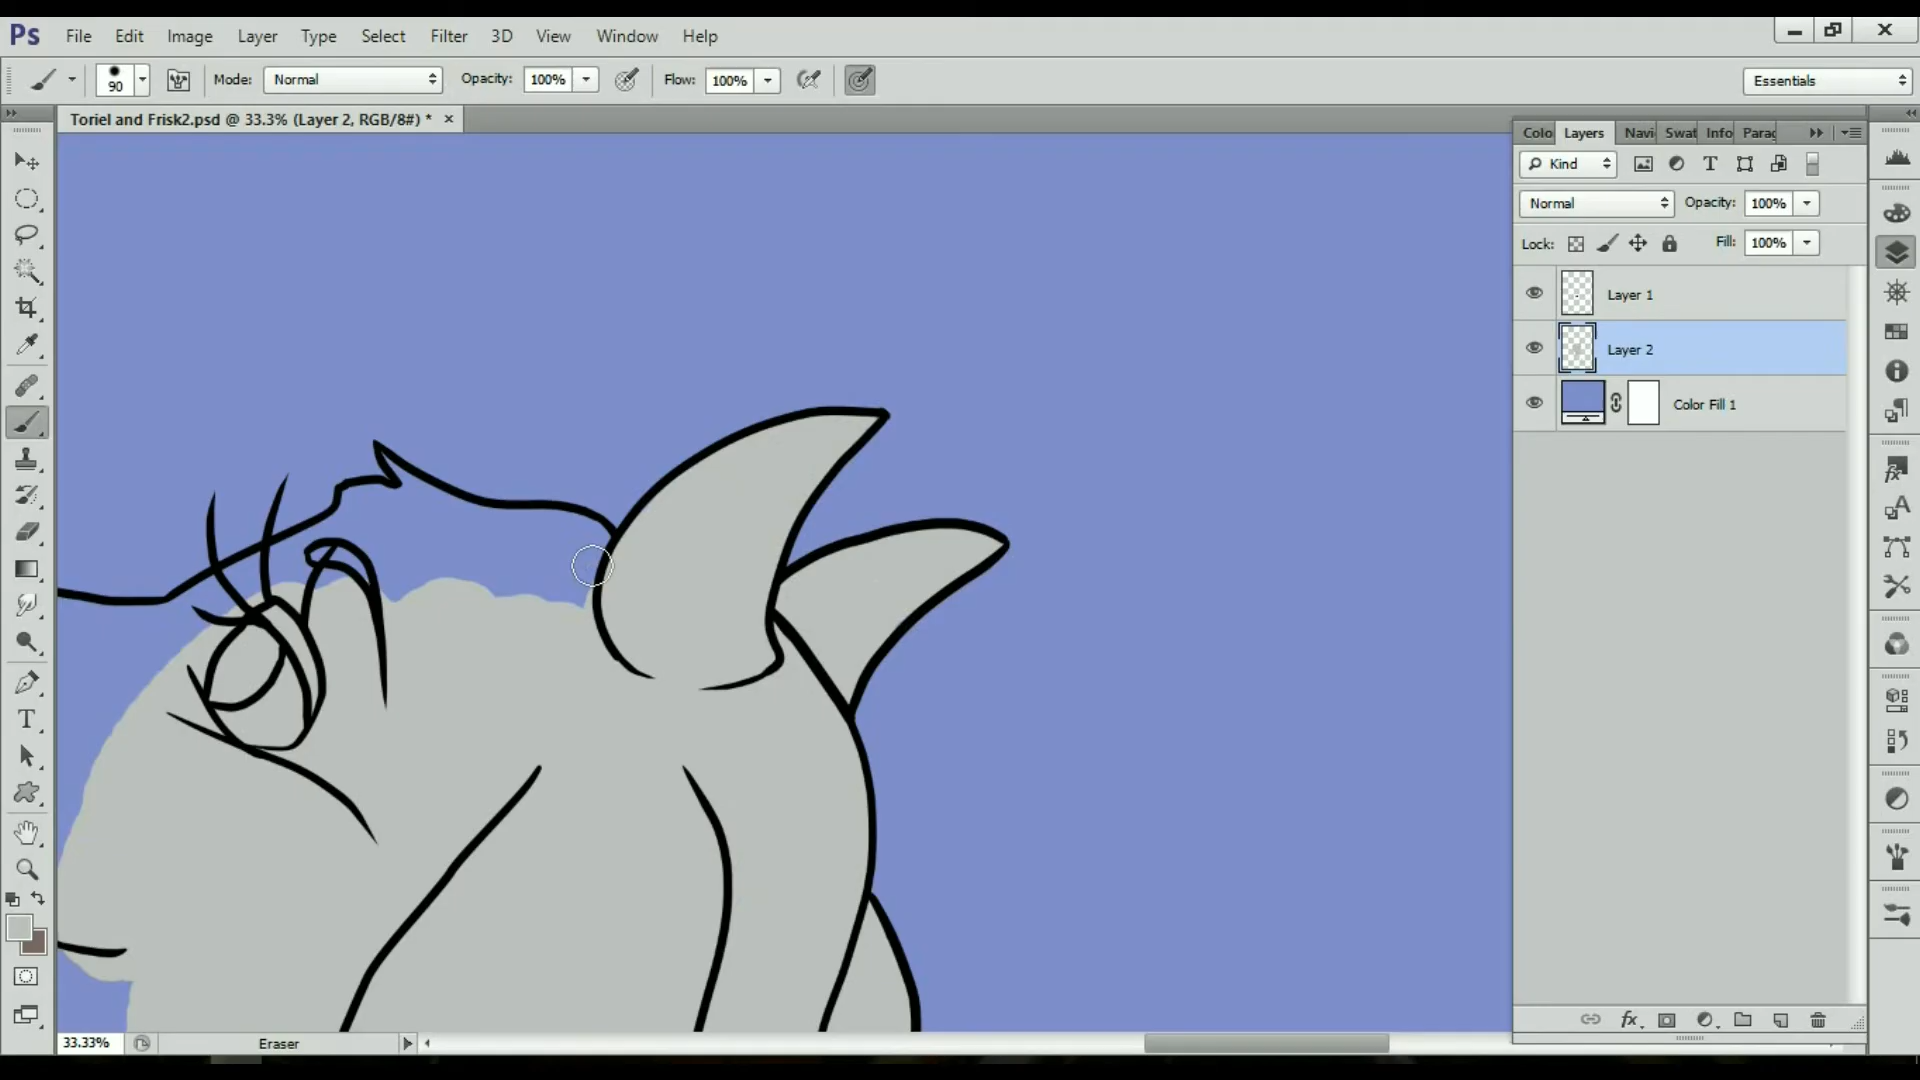 Ps File Edit Image Layer Type Select Filter 3D View Window Help
90 Mode: Normal Opacity: 100% Flow: 100% Essentials
Toriel and Frisk2.psd @ 33.3% (Layer 2, RGB/8#) * ×
Colo Layers Navi Swat Info Parag
Kind
Normal Opacity: 100%
Lock: Fill: 100%
Layer 1
Layer 2
Color Fill 1
33.33% Eraser